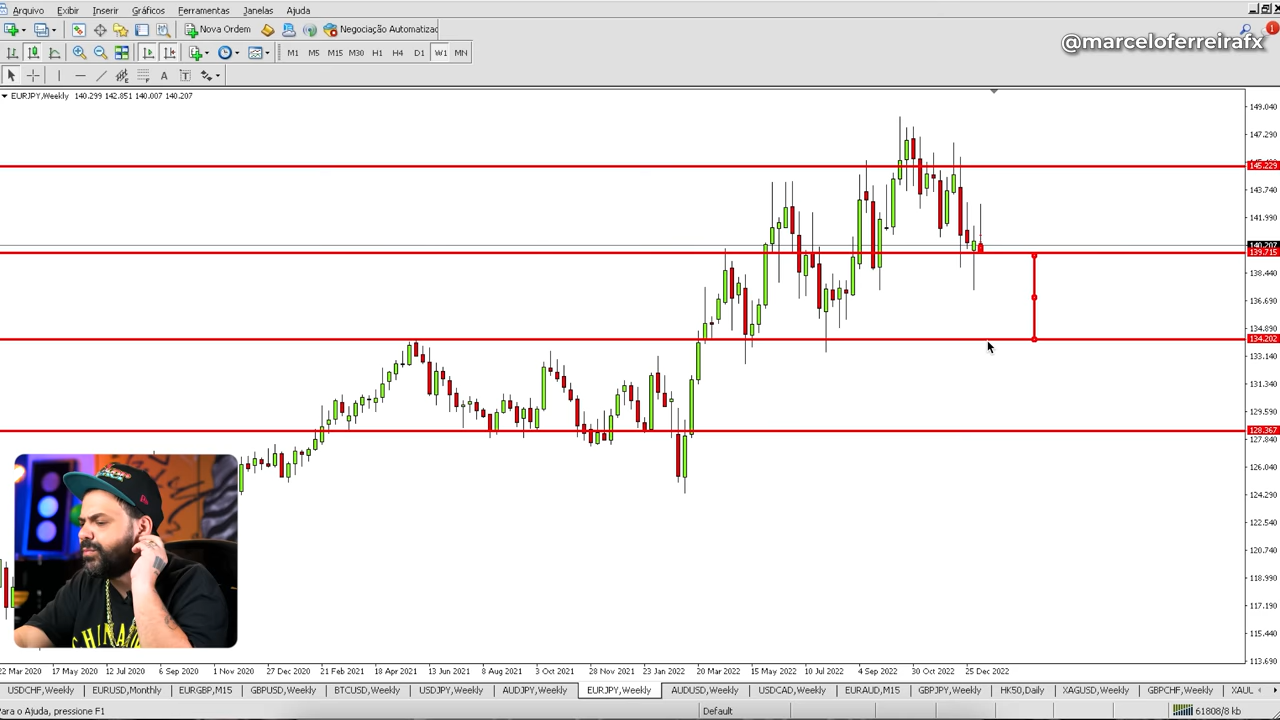 Arquivo Exibir Inserir Gráficos Ferramentas Janelas Ajuda
Nova Ordem Negociação Automatizad
@marceloferreirafx
1
M1 M5 M15 M30 H1 H4 D1 W1 MN
A T
EURJPY,Weekly 140.299 142.851 140.007 140.207
149.040
147.290
145.229
143.740
141.990
140.207
139.715
138.440
136.690
134.890
134.202
133.140
131.340
129.590
128.367
127.840
126.040
124.290
122.540
120.740
118.990
117.190
115.440
113.690
CHINA
22 Mar 2020 17 May 2020 12 Jul 2020 6 Sep 2020 1 Nov 2020 27 Dec 2020 21 Feb 2021 18 Apr 2021 13 Jun 2021 8 Aug 2021 3 Oct 2021 28 Nov 2021 23 Jan 2022 20 Mar 2022 15 May 2022 10 Jul 2022 4 Sep 2022 30 Oct 2022 25 Dec 2022
USDCHF,Weekly EURUSD,Monthly EURGBP,M15 GBPUSD,Weekly BTCUSD,Weekly USDJPY,Weekly AUDJPY,Weekly EURJPY,Weekly AUDUSD,Weekly USDCAD,Weekly EURAUD,M15 GBPJPY,Weekly HK50,Daily XAGUSD,Weekly GBPCHF,Weekly XAUL
Para o Ajuda, pressione F1 Default 61808/8 kb